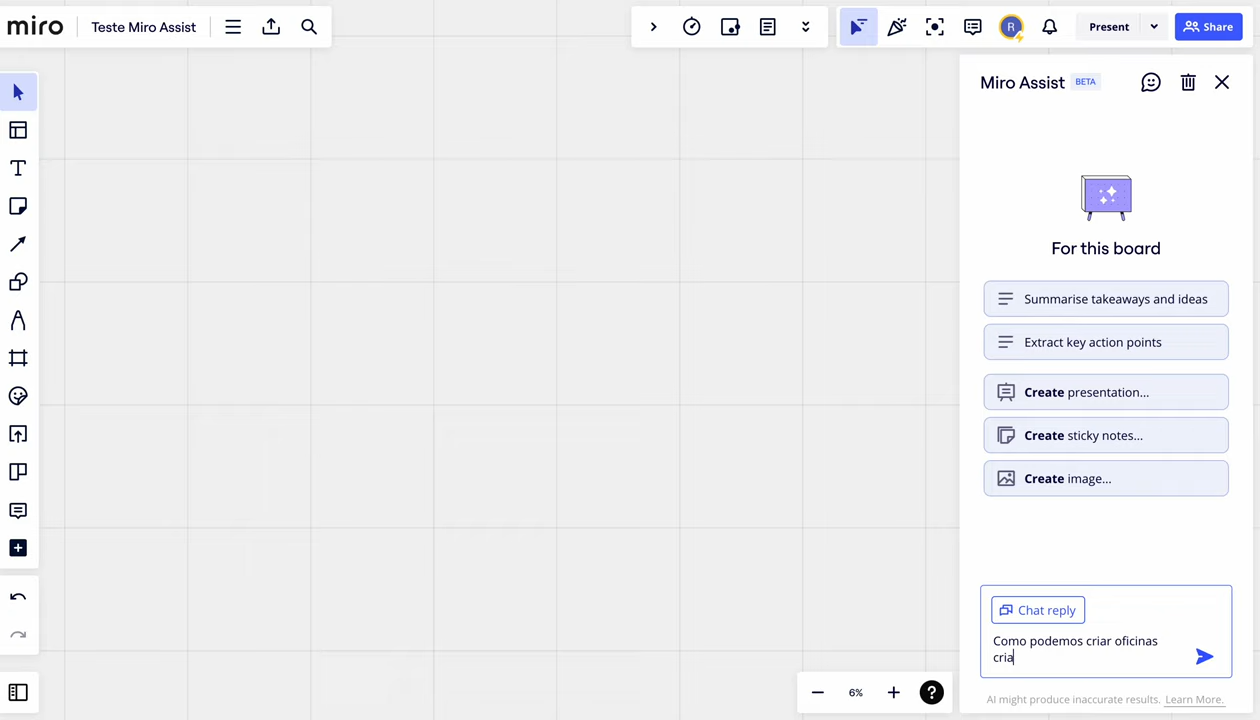 miro
Teste Miro Assist
R
Present
Share
Miro Assist BETA
For this board
Summarise takeaways and ideas
Extract key action points
Create presentation...
Create sticky notes...
Create image...
Chat reply
Como podemos criar oficinas
cria
6%
AI might produce inaccurate results. Learn More.